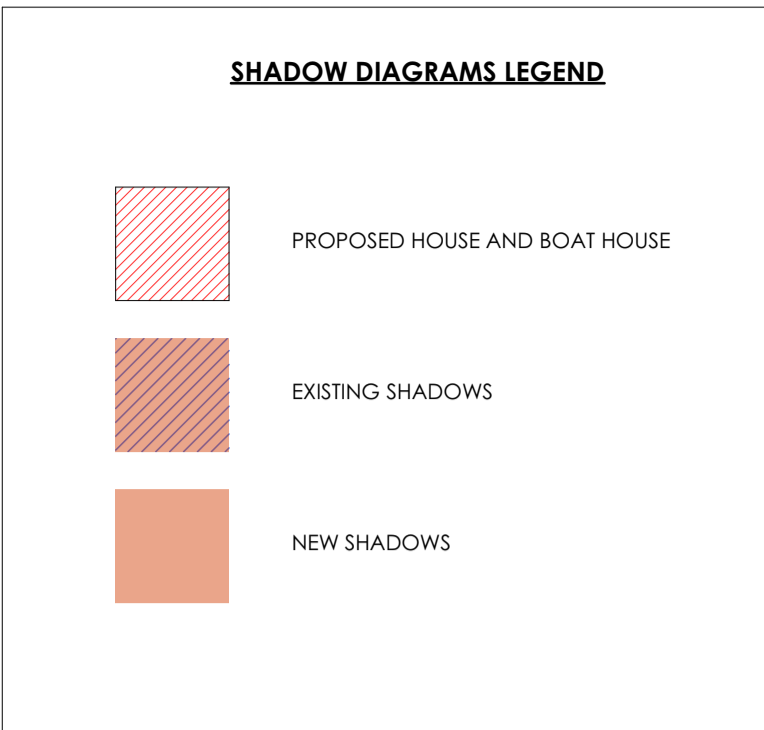 SHADOW DIAGRAMS LEGEND
PROPOSED HOUSE AND BOAT HOUSE
EXISTING SHADOWS
NEW SHADOWS